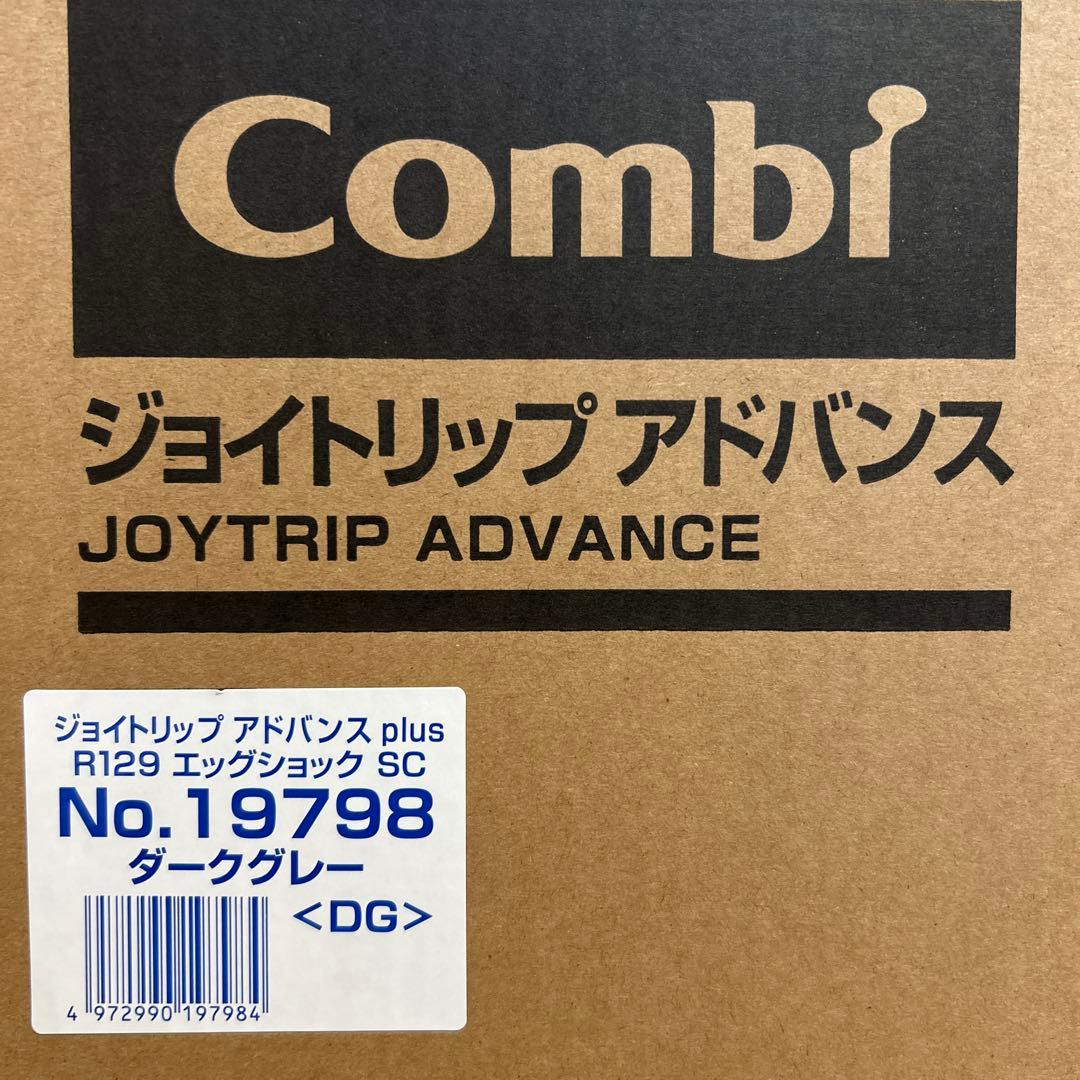 Combi
ジョイトリップ アドバンス
JOYTRIP ADVANCE
ジョイトリップ アドバンス plus
R129 エッグショック SC
No.19798
ダークグレー
<DG>
4 972990 197984